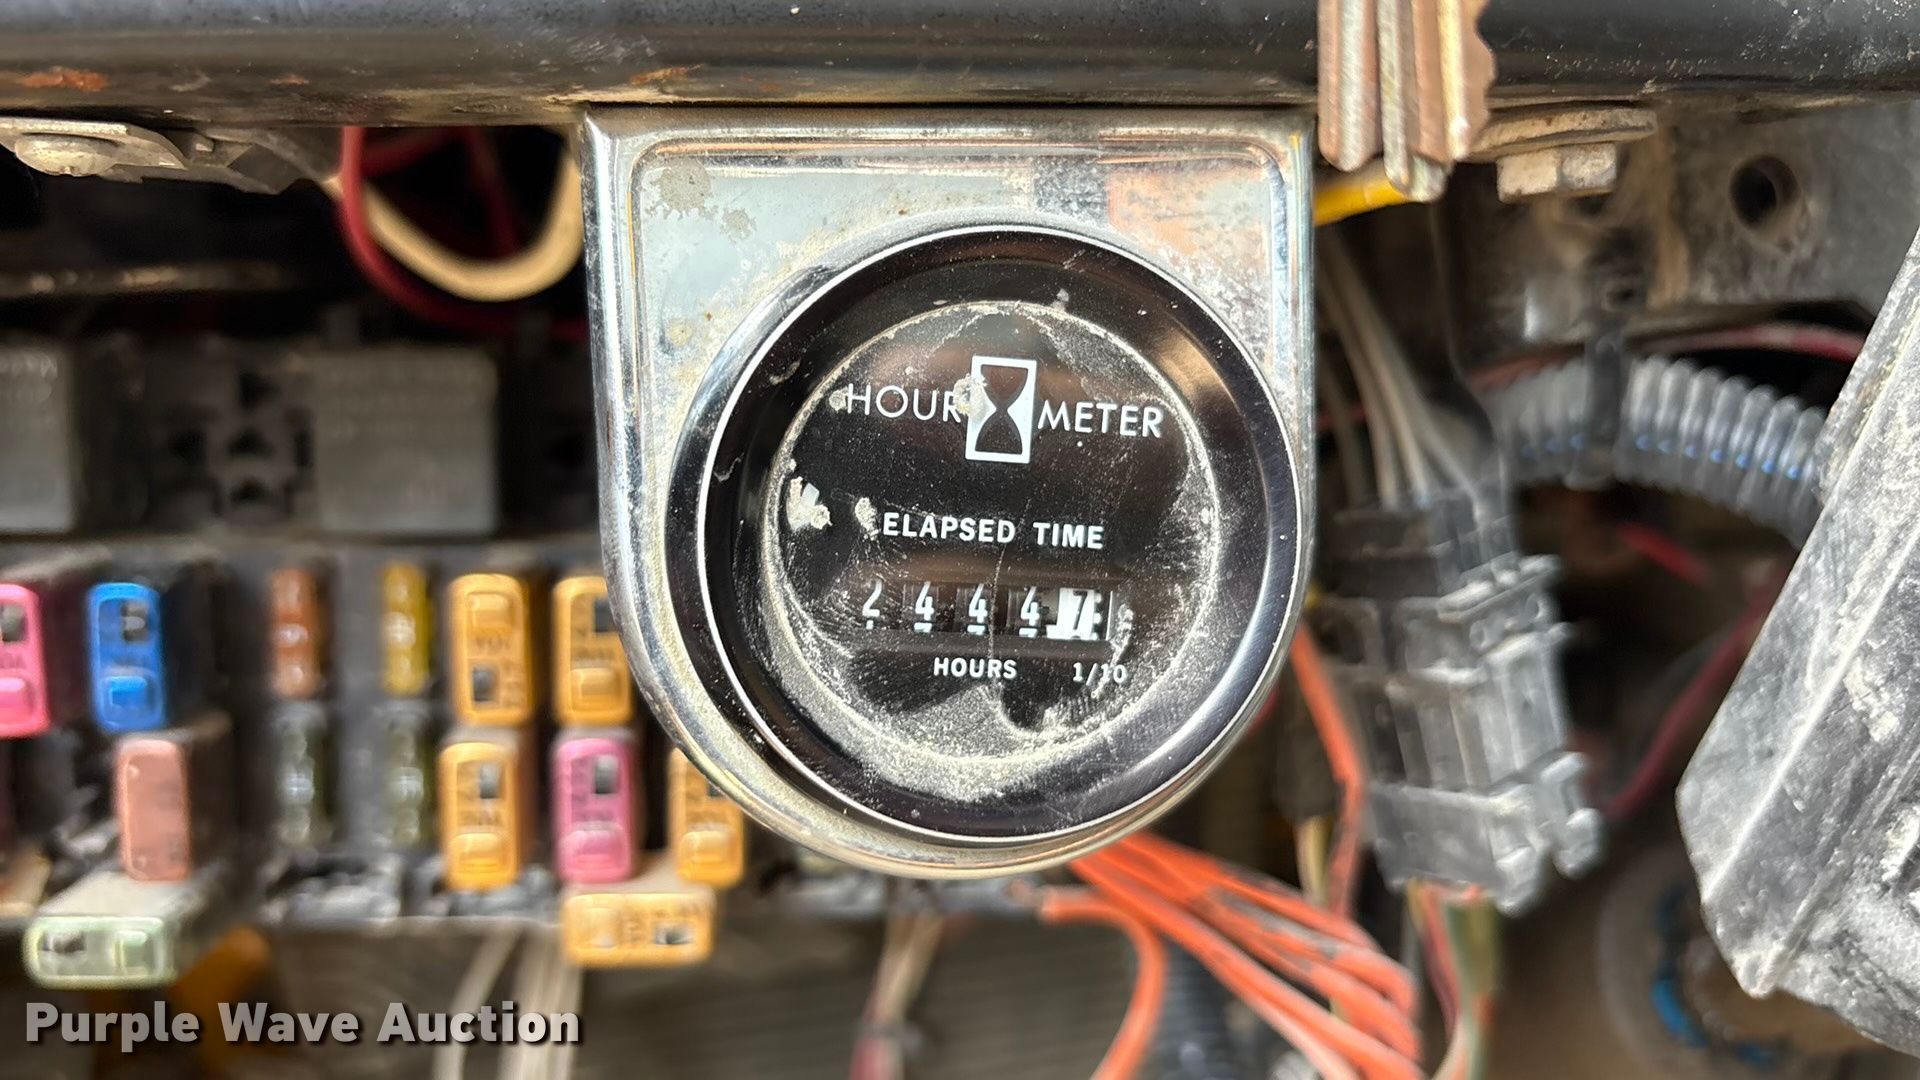 HOUR METER
ELAPSED TIME
2 4 4 4 7
HOURS 1/10
Purple Wave Auction